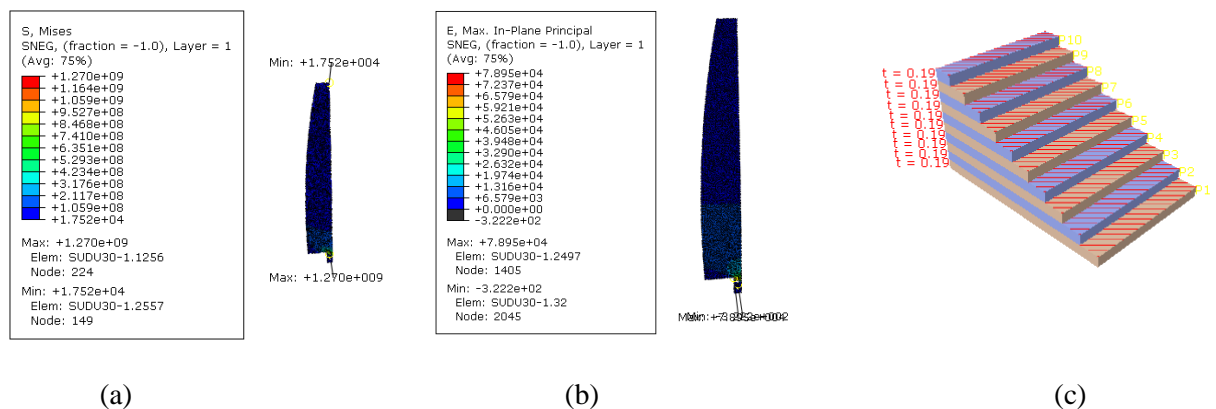 S, Mises
SNEG, (fraction = -1.0), Layer = 1
(Avg: 75%)
+1.270e+09
+1.164e+09
+1.059e+09
+9.527e+08
+8.468e+08
+7.410e+08
+6.351e+08
+5.293e+08
+4.234e+08
+3.176e+08
+2.117e+08
+1.059e+08
+1.752e+04
Max: +1.270e+09
Elem: SUDU30-1.1256
Node: 224
Min: +1.752e+04
Elem: SUDU30-1.2557
Node: 149
Min: +1.752e+004
Max: +1.270e+009
E, Max. In-Plane Principal
SNEG, (fraction = -1.0), Layer = 1
(Avg: 75%)
+7.895e+04
+7.237e+04
+6.579e+04
+5.921e+04
+5.263e+04
+4.605e+04
+3.948e+04
+3.290e+04
+2.632e+04
+1.974e+04
+1.316e+04
+6.579e+03
+0.000e+00
-3.222e+02
Max: +7.895e+04
Elem: SUDU30-1.2497
Node: 1405
Min: -3.222e+02
Elem: SUDU30-1.32
Node: 2045
P10
P9
P8
P7
P6
P5
P4
P3
P2
P1
t = 0.19
t = 0.19
t = 0.19
t = 0.19
t = 0.19
t = 0.19
t = 0.19
t = 0.19
(a)
(b)
(c)